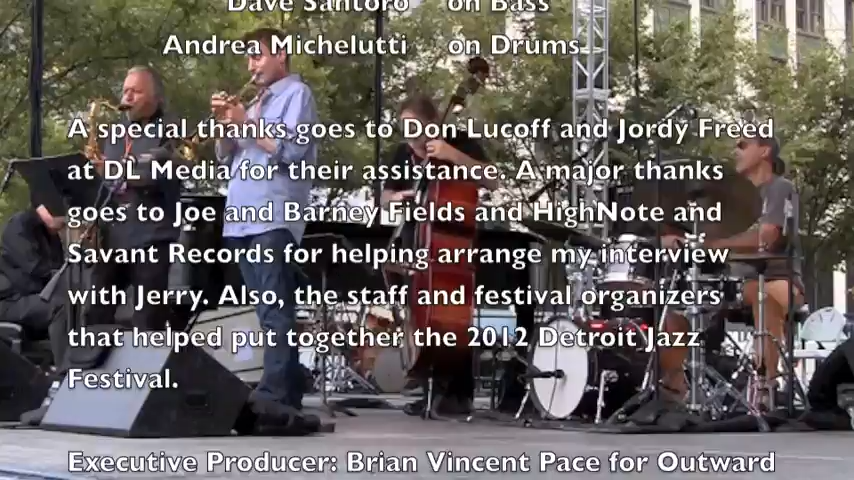 Dave Santoro on Bass
Andrea Michelutti on Drums
A special thanks goes to Don Lucoff and Jordy Freed
at DL Media for their assistance. A major thanks
goes to Joe and Barney Fields and HighNote and
Savant Records for helping arrange my interview
with Jerry. Also, the staff and festival organizers
that helped put together the 2012 Detroit Jazz
Festival.
Executive Producer: Brian Vincent Pace for Outward